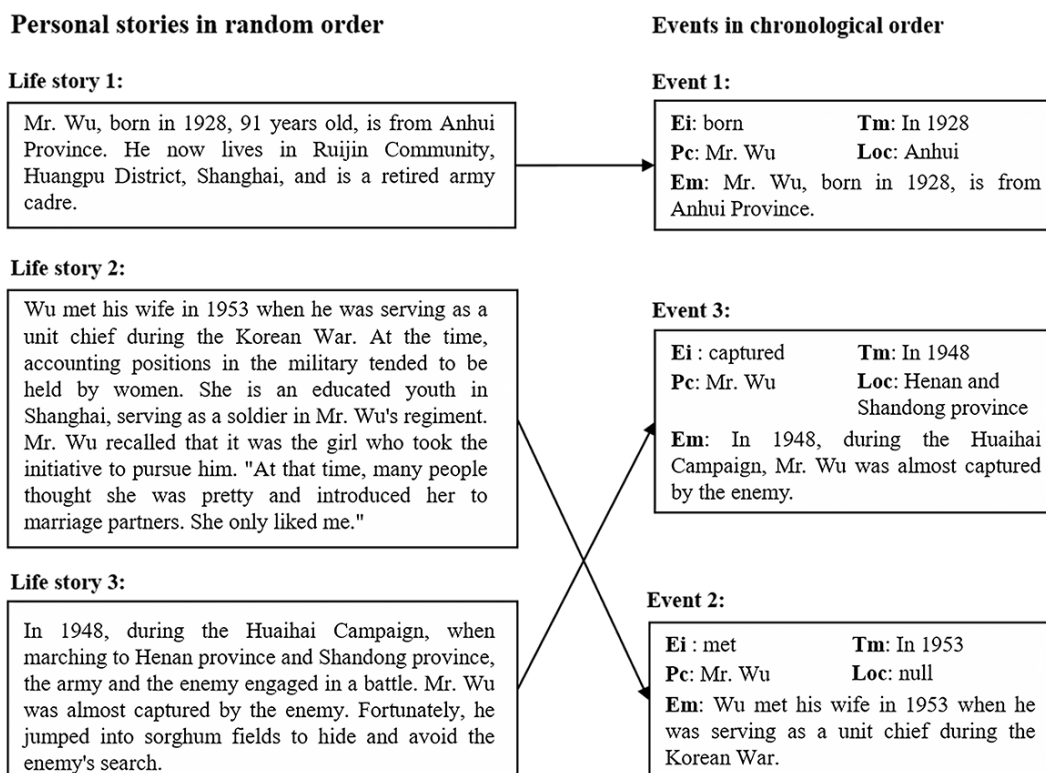 Personal stories in random order
Life story 1:
Mr. Wu, born in 1928, 91 years old, is from Anhui
Province. He now lives in Ruijin Community,
Huangpu District, Shanghai, and is a retired army
cadre.
Life story 2:
Wu met his wife in 1953 when he was serving as a
unit chief during the Korean War. At the time,
accounting positions in the military tended to be
held by women. She is an educated youth in
Shanghai, serving as a soldier in Mr. Wu's regiment.
Mr. Wu recalled that it was the girl who took the
initiative to pursue him. "At that time, many people
thought she was pretty and introduced her to
marriage partners. She only liked me."
Life story 3:
In 1948, during the Huaihai Campaign, when
marching to Henan province and Shandong province,
the army and the enemy engaged in a battle. Mr. Wu
was almost captured by the enemy. Fortunately, he
jumped into sorghum fields to hide and avoid the
enemy's search.
Events in chronological order
Event 1:
Ei: born Tm: In 1928
Pc: Mr. Wu Loc: Anhui
Em: Mr. Wu, born in 1928, is from
Anhui Province.
Event 3:
Ei : captured Tm: In 1948
Pc: Mr. Wu Loc: Henan and
Shandong province
Em: In 1948, during the Huaihai
Campaign, Mr. Wu was almost captured
by the enemy.
Event 2:
Ei : met Tm: In 1953
Pc: Mr. Wu Loc: null
Em: Wu met his wife in 1953 when he
was serving as a unit chief during the
Korean War.